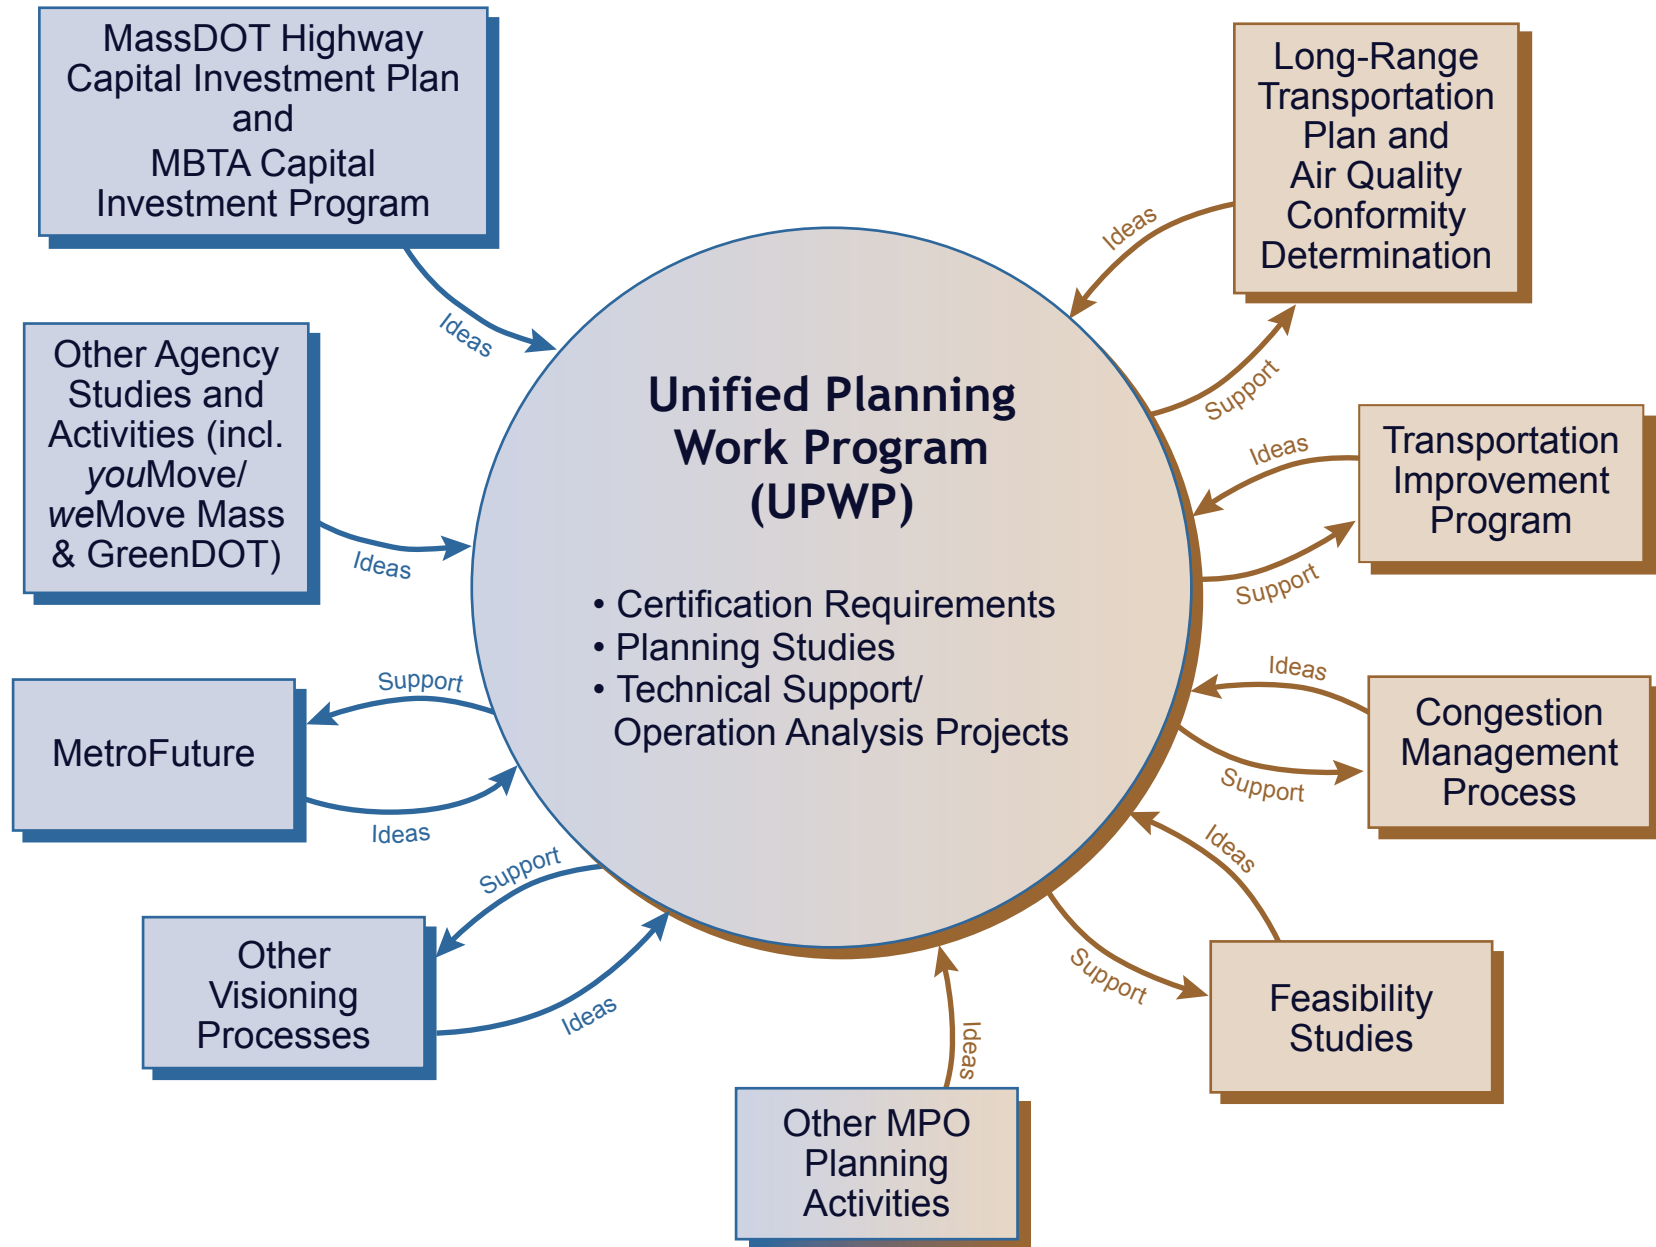 MassDOT Highway
Capital Investment Plan
and
MBTA Capital
Investment Program
Ideas
Other Agency
Studies and
Activities (incl.
youMove/
weMove Mass
& GreenDOT)
Ideas
MetroFuture
Support
Ideas
Other
Visioning
Processes
Support
Ideas
Unified Planning
Work Program
(UPWP)
• Certification Requirements
• Planning Studies
• Technical Support/
Operation Analysis Projects
Other MPO
Planning
Activities
Ideas
Long-Range
Transportation
Plan and
Air Quality
Conformity
Determination
Ideas
Support
Transportation
Improvement
Program
Ideas
Support
Congestion
Management
Process
Ideas
Support
Feasibility
Studies
Ideas
Support